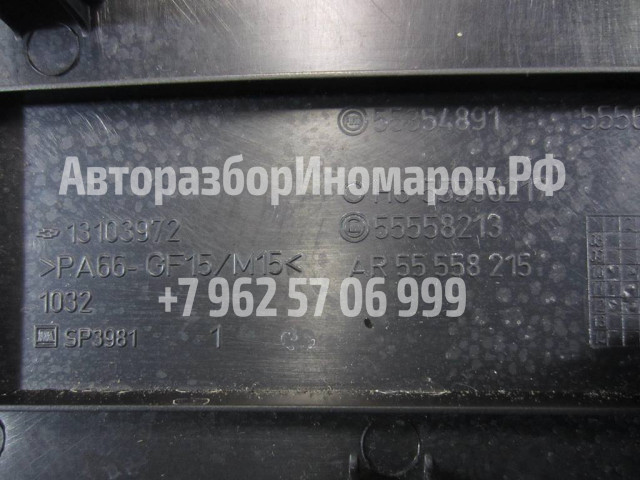 55354891
АвторазборИномарок.РФ
13103972
55558213
>PA66-GF15/M15<
AR 55 558 215
1032
+7 962 57 06 999
SP3981
1